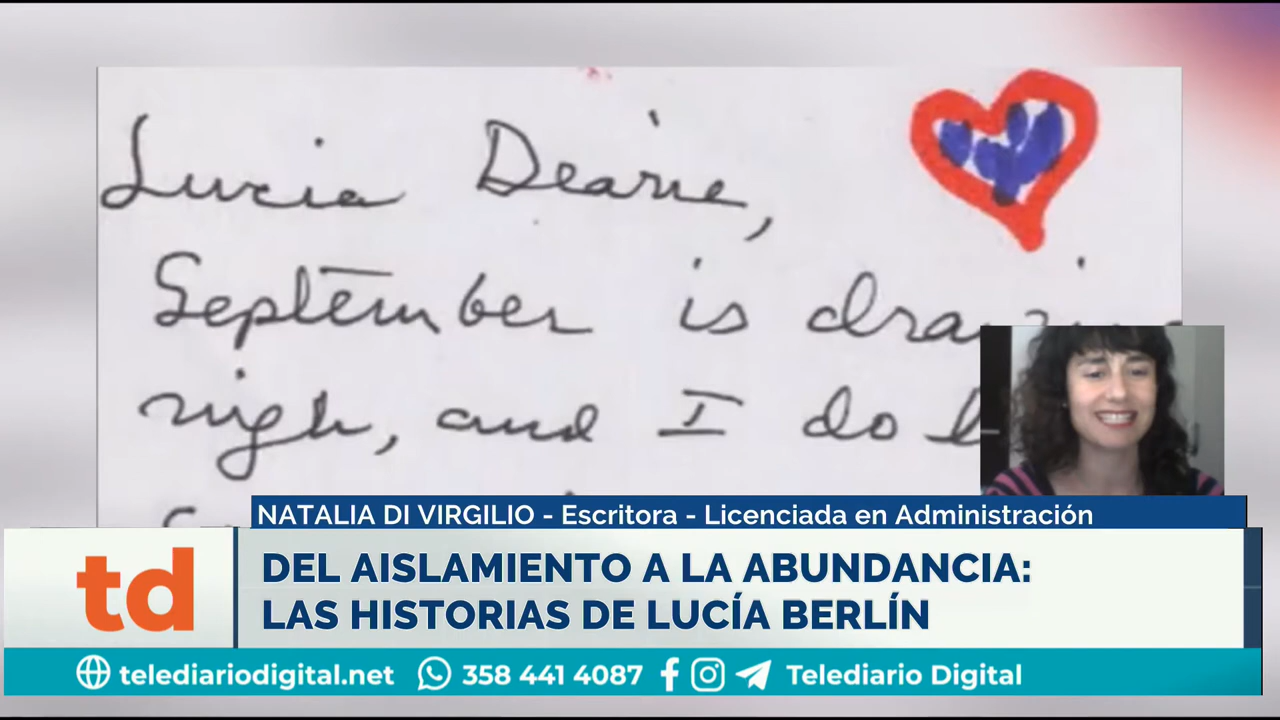 Lucia Dearie,
September is drawing
nigh, and I do
NATALIA DI VIRGILIO - Escritora - Licenciada en Administración
td
DEL AISLAMIENTO A LA ABUNDANCIA:
LAS HISTORIAS DE LUCÍA BERLÍN
telediariodigital.net
358 441 4087
Telediario Digital